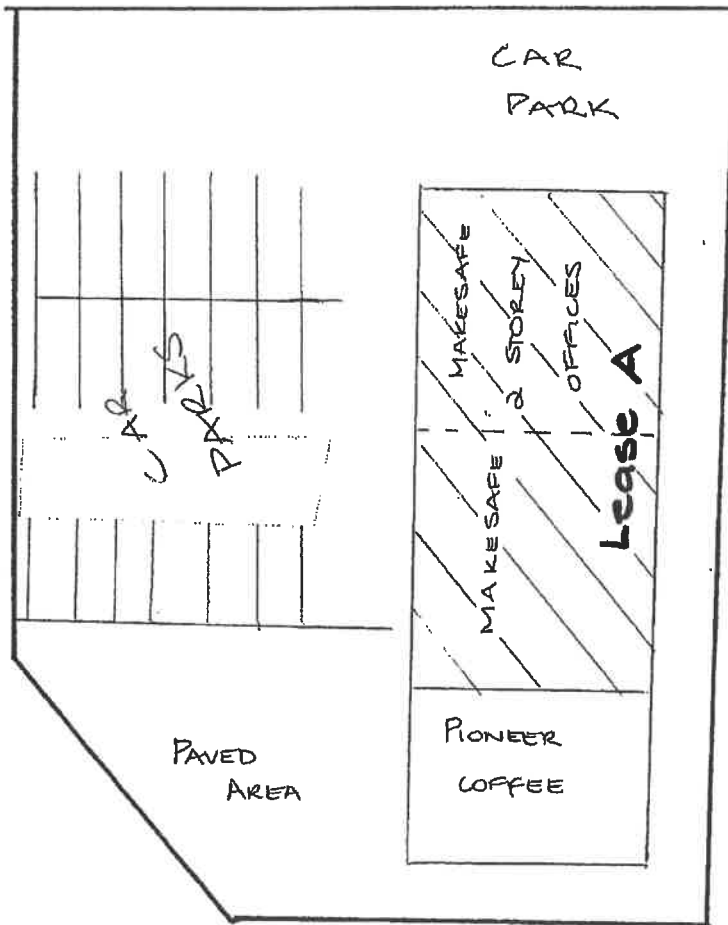 CAR
PARK
MAKESAFE
2 STOREY
OFFICES
CAR
PARKS
MAKESAFE
Lease A
PAVED
AREA
PIONEER
COFFEE